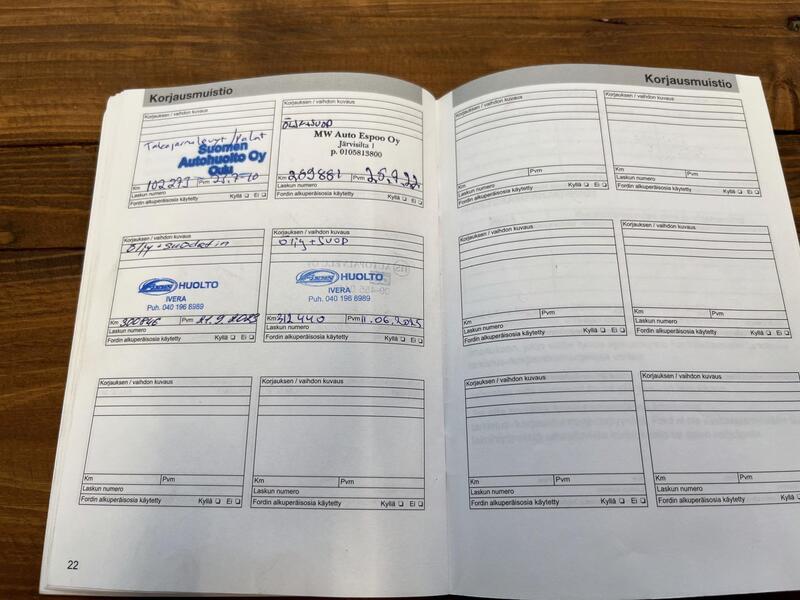 Korjausmuistio
Korjauksen / vaihdon kuvaus
Takajarrulevyt/Palat
Suomen
Autohuolto Oy
Oulu
Km 102293 Pvm 23.7-10
Laskun numero
Fordin alkuperäisosia käytetty Kyllä ❑ Ei ❑
Korjauksen / vaihdon kuvaus
ÖLJY+SUOD
MW Auto Espoo Oy
Järvisilta 1
p. 0105813800
Km 289881 Pvm 25.7.22
Laskun numero
Fordin alkuperäisosia käytetty Kyllä ❑ Ei ❑
Korjauksen / vaihdon kuvaus
Öljy + suodatin
HUOLTO
IVERA
Puh. 040 196 8989
Km 300746 Pvm 21.9.2023
Laskun numero
Fordin alkuperäisosia käytetty Kyllä ❑ Ei ❑
Korjauksen / vaihdon kuvaus
Öljy + suod
HUOLTO
IVERA
Puh. 040 196 8989
Km 312440 Pvm 11.06.2025
Laskun numero
Fordin alkuperäisosia käytetty Kyllä ❑ Ei ❑
Korjauksen / vaihdon kuvaus
Km Pvm
Laskun numero
Fordin alkuperäisosia käytetty Kyllä ❑ Ei ❑
Korjauksen / vaihdon kuvaus
Km Pvm
Laskun numero
Fordin alkuperäisosia käytetty Kyllä ❑ Ei ❑
22
Korjausmuistio
Korjauksen / vaihdon kuvaus
Km Pvm
Laskun numero
Fordin alkuperäisosia käytetty Kyllä ❑ Ei ❑
Korjauksen / vaihdon kuvaus
Km Pvm
Laskun numero
Fordin alkuperäisosia käytetty Kyllä ❑ Ei ❑
Korjauksen / vaihdon kuvaus
Km Pvm
Laskun numero
Fordin alkuperäisosia käytetty Kyllä ❑ Ei ❑
Korjauksen / vaihdon kuvaus
Km Pvm
Laskun numero
Fordin alkuperäisosia käytetty Kyllä ❑ Ei ❑
Korjauksen / vaihdon kuvaus
Km Pvm
Laskun numero
Fordin alkuperäisosia käytetty Kyllä ❑ Ei ❑
Korjauksen / vaihdon kuvaus
Km Pvm
Laskun numero
Fordin alkuperäisosia käytetty Kyllä ❑ Ei ❑